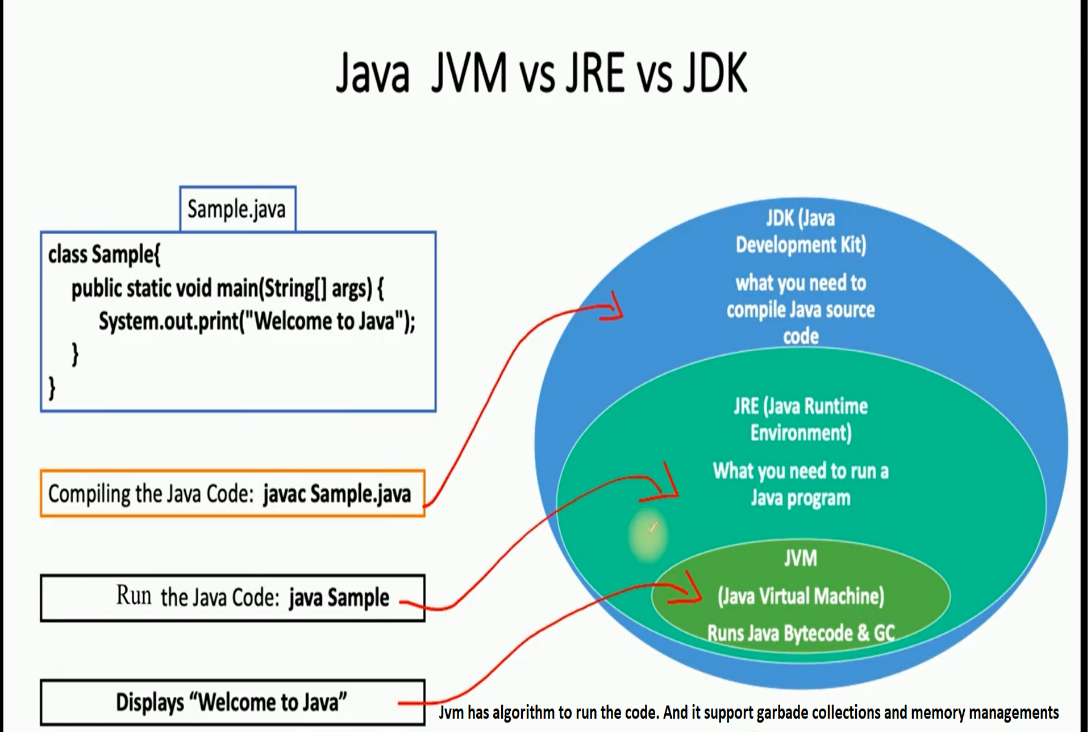 Java JVM vs JRE vs JDK
Sample.java
class Sample{
public static void main(String[] args) {
System.out.print("Welcome to Java");
}
}
Compiling the Java Code: javac Sample.java
Run the Java Code: java Sample
Displays “Welcome to Java”
JDK (Java
Development Kit)
what you need to
compile Java source
code
JRE (Java Runtime
Environment)
What you need to run a
Java program
JVM
(Java Virtual Machine)
Runs Java Bytecode & GC
Jvm has algorithm to run the code. And it support garbade collections and memory managements